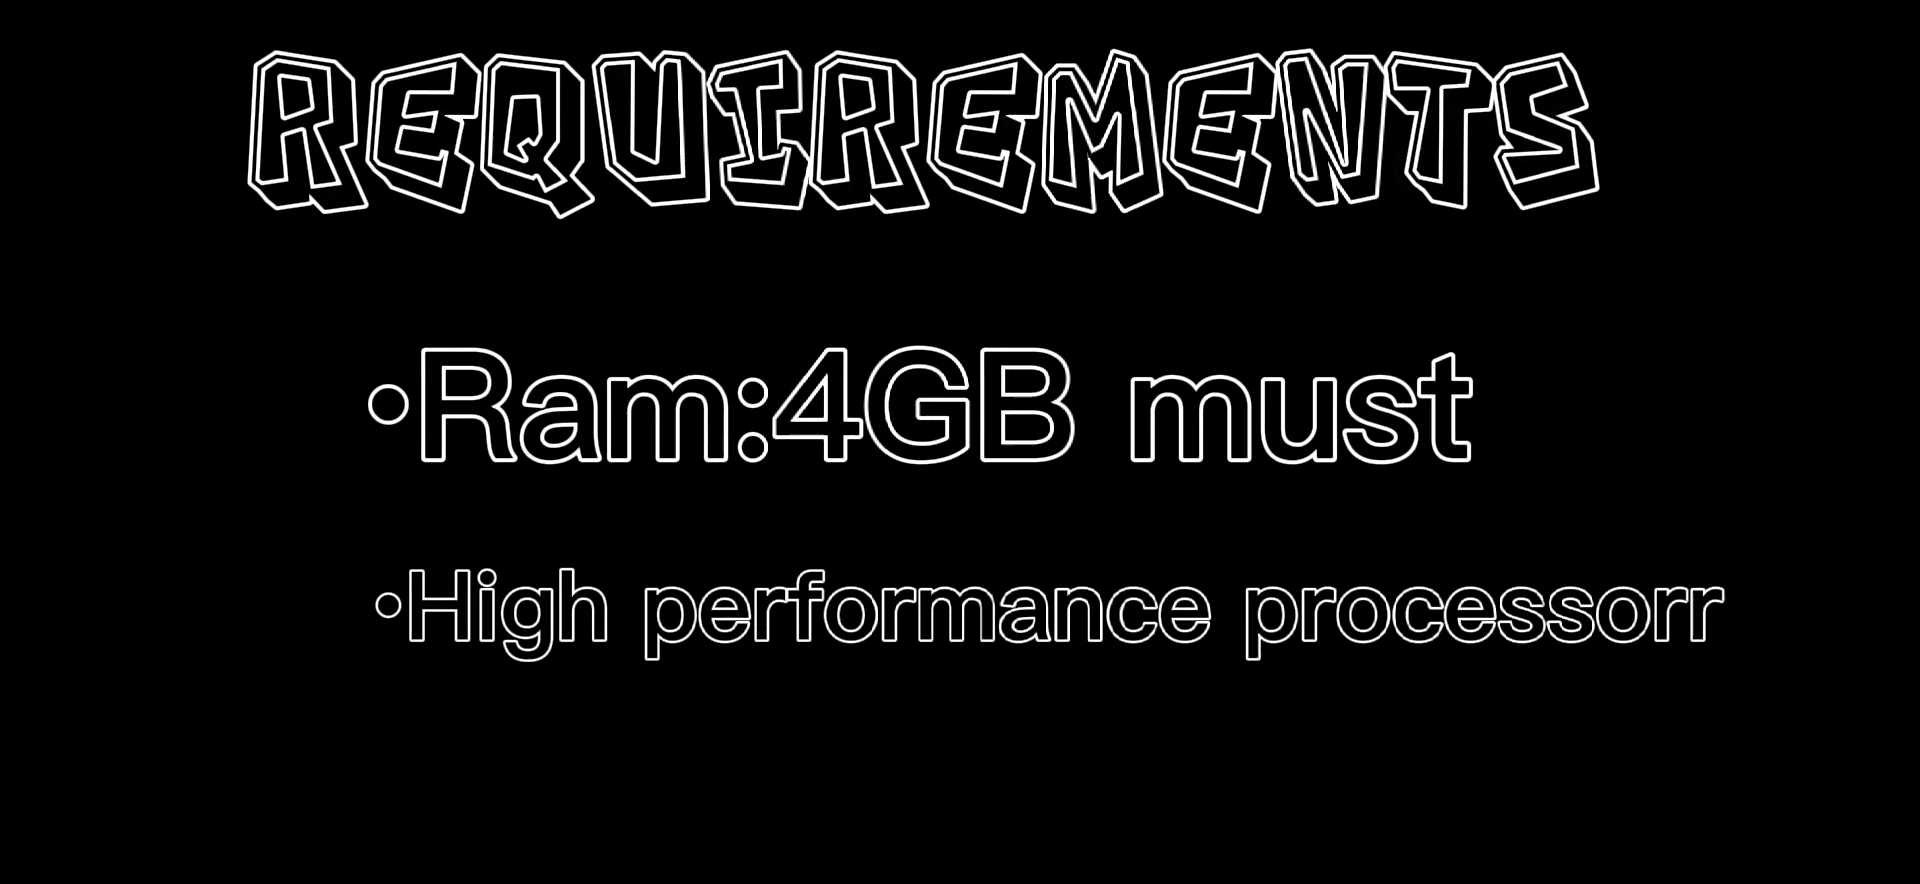 REQUIREMENTS
•Ram:4GB must
•High performance processorr